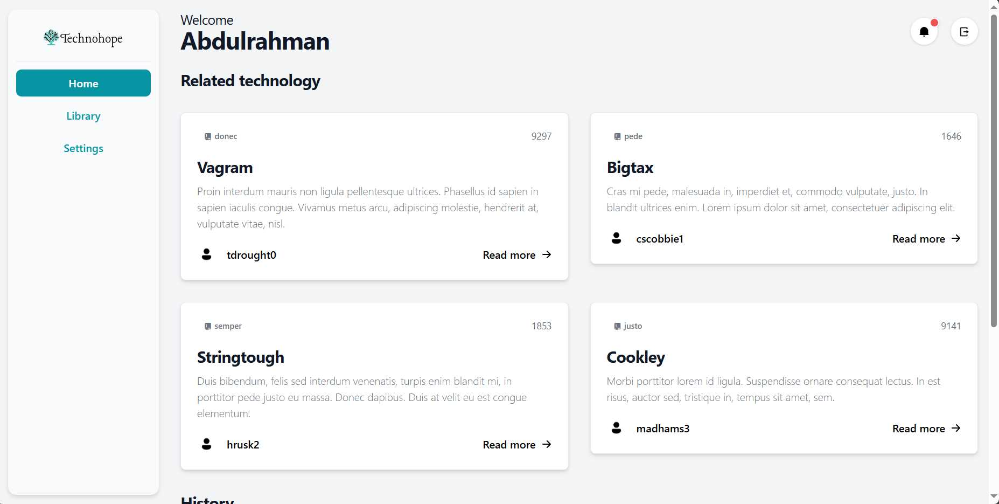 Technohope
Home
Library
Settings
Welcome
Abdulrahman
Related technology
donec
9297
Vagram
Proin interdum mauris non ligula pellentesque ultrices. Phasellus id sapien in
sapien iaculis congue. Vivamus metus arcu, adipiscing molestie, hendrerit at,
vulputate vitae, nisl.
tdrought0
Read more
pede
1646
Bigtax
Cras mi pede, malesuada in, imperdiet et, commodo vulputate, justo. In
blandit ultrices enim. Lorem ipsum dolor sit amet, consectetuer adipiscing elit.
cscobbie1
Read more
semper
1853
Stringtough
Duis bibendum, felis sed interdum venenatis, turpis enim blandit mi, in
porttitor pede justo eu massa. Donec dapibus. Duis at velit eu est congue
elementum.
hrusk2
Read more
justo
9141
Cookley
Morbi porttitor lorem id ligula. Suspendisse ornare consequat lectus. In est
risus, auctor sed, tristique in, tempus sit amet, sem.
madhams3
Read more
History